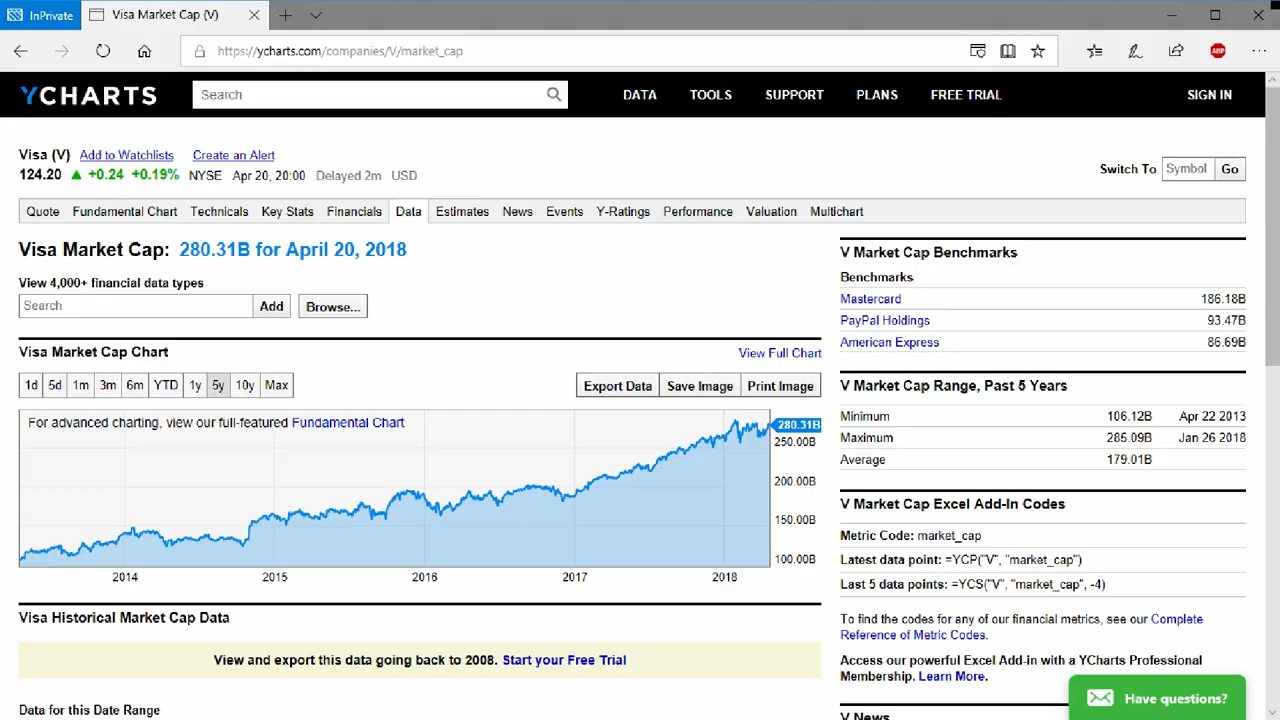 InPrivate
Visa Market Cap (V)
https://ycharts.com/companies/V/market_cap
ABP
YCHARTS
Search
DATA
TOOLS
SUPPORT
PLANS
FREE TRIAL
SIGN IN
Visa (V) Add to Watchlists Create an Alert
124.20 ▲ +0.24 +0.19% NYSE Apr 20, 20:00 Delayed 2m USD
Switch To Symbol Go
Quote Fundamental Chart Technicals Key Stats Financials Data Estimates News Events Y-Ratings Performance Valuation Multichart
Visa Market Cap: 280.31B for April 20, 2018
View 4,000+ financial data types
Search Add Browse...
Visa Market Cap Chart
View Full Chart
1d 5d 1m 3m 6m YTD 1y 5y 10y Max
Export Data Save Image Print Image
For advanced charting, view our full-featured Fundamental Chart
280.31B
250.00B
200.00B
150.00B
100.00B
2014 2015 2016 2017 2018
Visa Historical Market Cap Data
View and export this data going back to 2008. Start your Free Trial
Data for this Date Range
V Market Cap Benchmarks
Benchmarks
Mastercard 186.18B
PayPal Holdings 93.47B
American Express 86.69B
V Market Cap Range, Past 5 Years
Minimum 106.12B Apr 22 2013
Maximum 285.09B Jan 26 2018
Average 179.01B
V Market Cap Excel Add-In Codes
Metric Code: market_cap
Latest data point: =YCP("V", "market_cap")
Last 5 data points: =YCS("V", "market_cap", -4)
To find the codes for any of our financial metrics, see our Complete
Reference of Metric Codes.
Access our powerful Excel Add-in with a YCharts Professional
Membership. Learn More.
V News
Have questions?